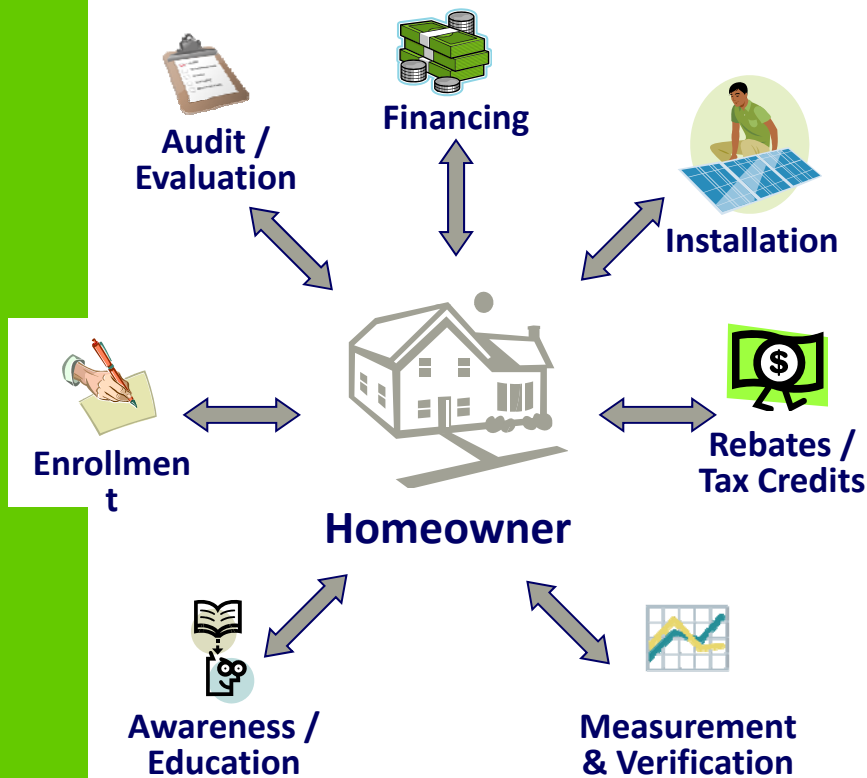 Financing
Audit /
Evaluation
Installation
Enrollmen
t
$
Rebates /
Tax Credits
Homeowner
Awareness /
Education
Measurement
& Verification